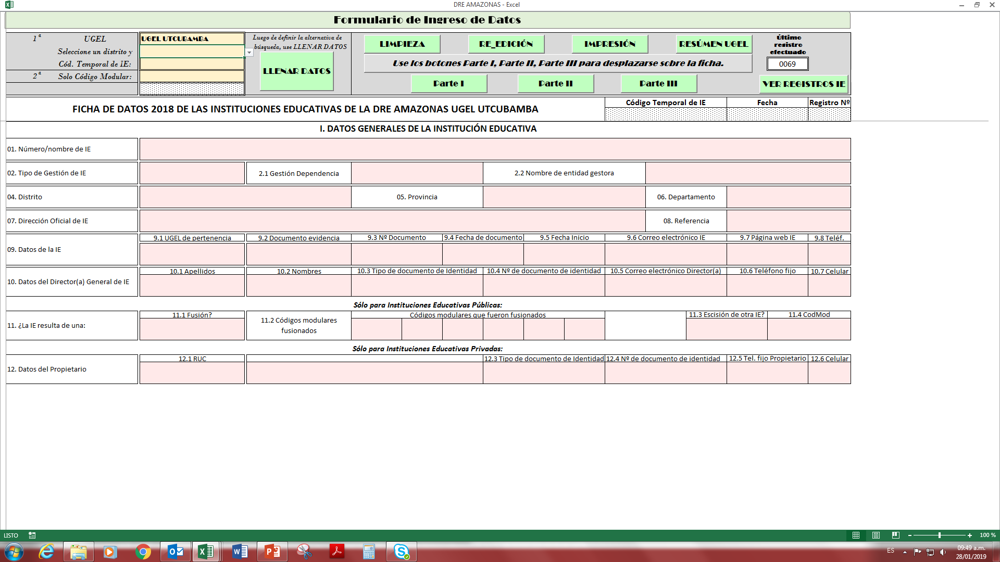 DRE AMAZONAS - Excel
Formulario de Ingreso de Datos
1ª UGEL
UGEL UTCUBAMBA
Seleccione un distrito y
Cód. Temporal de IE:
2ª Solo Código Modular:
Luego de definir la alternativa de
búsqueda, use LLENAR DATOS
LLENAR DATOS
LIMPIEZA
RE_EDICIÓN
IMPRESIÓN
RESÚMEN UGEL
Use los botones Parte I, Parte II, Parte III para desplazarse sobre la ficha.
Parte I
Parte II
Parte III
Último
registro
efectuado
0069
VER REGISTROS IE
FICHA DE DATOS 2018 DE LAS INSTITUCIONES EDUCATIVAS DE LA DRE AMAZONAS UGEL UTCUBAMBA
Código Temporal de IE
Fecha
Registro Nº
I. DATOS GENERALES DE LA INSTITUCIÓN EDUCATIVA
01. Número/nombre de IE
02. Tipo de Gestión de IE
2.1 Gestión Dependencia
2.2 Nombre de entidad gestora
04. Distrito
05. Provincia
06. Departamento
07. Dirección Oficial de IE
08. Referencia
09. Datos de la IE
9.1 UGEL de pertenencia
9.2 Documento evidencia
9.3 Nº Documento
9.4 Fecha de documento
9.5 Fecha Inicio
9.6 Correo electrónico IE
9.7 Página web IE
9.8 Teléf.
10. Datos del Director(a) General de IE
10.1 Apellidos
10.2 Nombres
10.3 Tipo de documento de Identidad
10.4 Nº de documento de identidad
10.5 Correo electrónico Director(a)
10.6 Teléfono fijo
10.7 Celular
Sólo para Instituciones Educativas Públicas:
11. ¿La IE resulta de una:
11.1 Fusión?
11.2 Códigos modulares
fusionados
Códigos modulares que fueron fusionados
11.3 Escisión de otra IE?
11.4 CodMod
Sólo para Instituciones Educativas Privadas:
12. Datos del Propietario
12.1 RUC
12.3 Tipo de documento de Identidad
12.4 Nº de documento de identidad
12.5 Tel. fijo Propietario
12.6 Celular
LISTO
100 %
ES
09:49 a.m.
28/01/2019